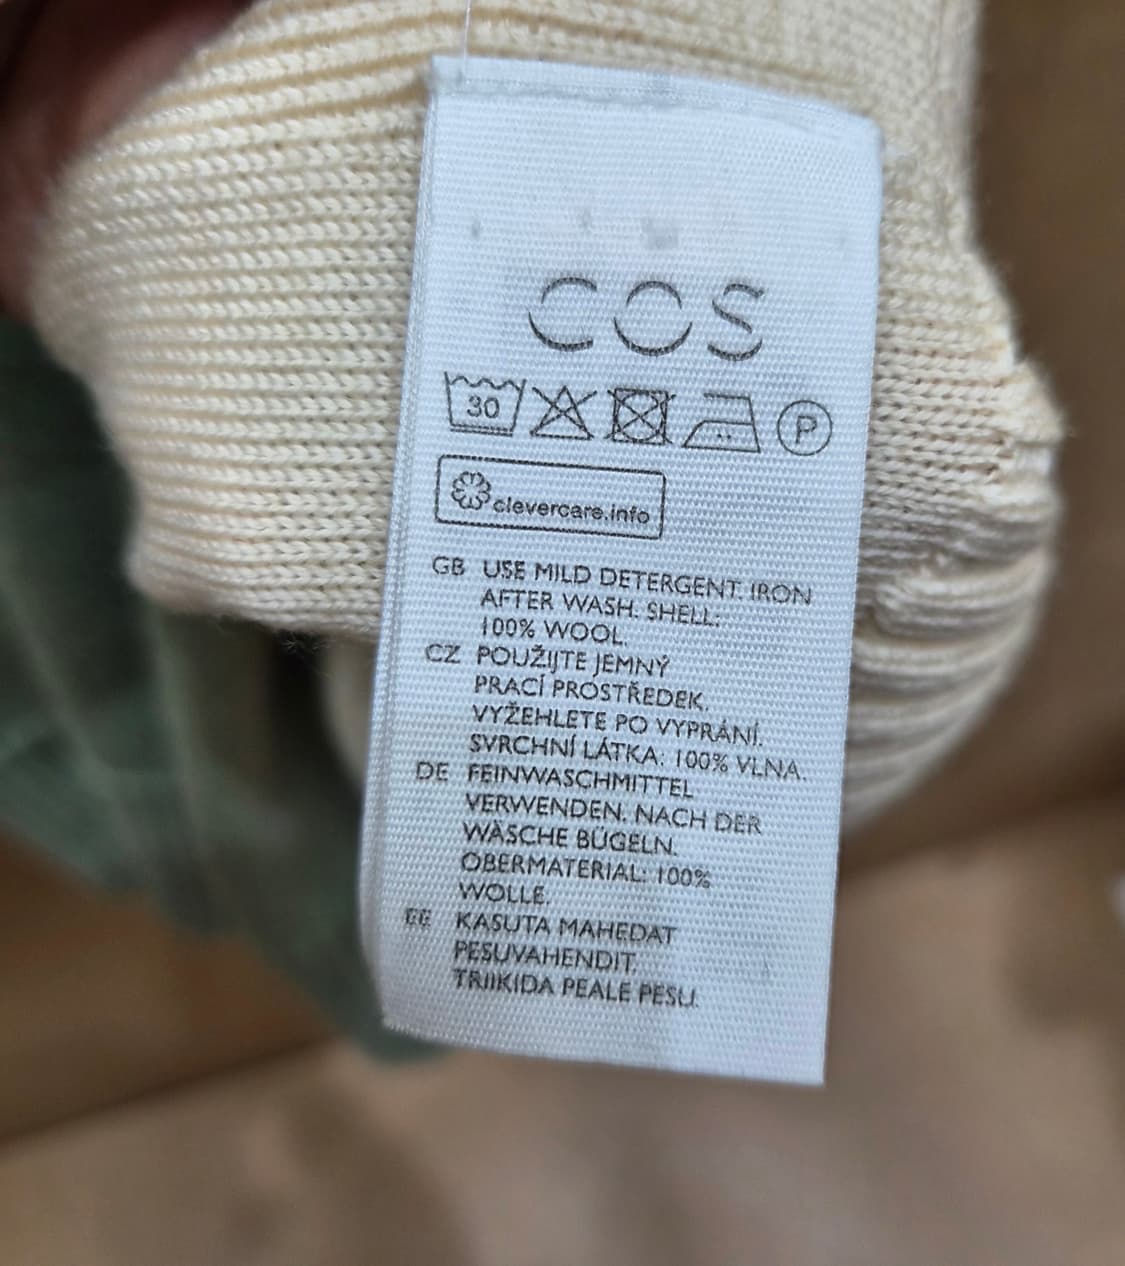 COS
30
P
clevercare.info
GB USE MILD DETERGENT. IRON
AFTER WASH. SHELL:
100% WOOL.
CZ POUŽIJTE JEMNÝ
PRACÍ PROSTŘEDEK.
VYŽEHLETE PO VYPRÁNÍ.
SVRCHNÍ LÁTKA: 100% VLNA.
DE FEINWASCHMITTEL
VERWENDEN. NACH DER
WÄSCHE BÜGELN.
OBERMATERIAL: 100%
WOLLE.
EE KASUTA MAHEDAT
PESUVAHENDIT.
TRIIKIDA PEALE PESU.